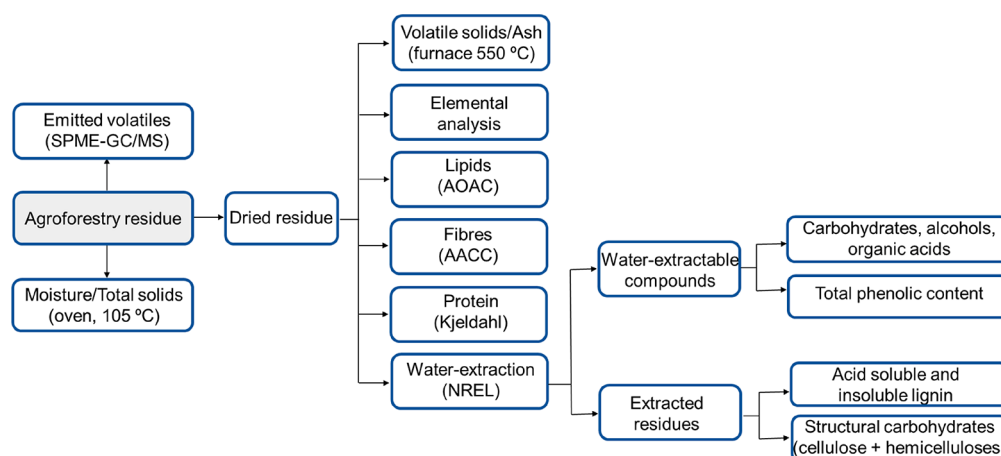 Emitted volatiles
(SPME-GC/MS)
Agroforestry residue
Moisture/Total solids
(oven, 105 ºC)
Dried residue
Volatile solids/Ash
(furnace 550 ºC)
Elemental
analysis
Lipids
(AOAC)
Fibres
(AACC)
Protein
(Kjeldahl)
Water-extraction
(NREL)
Water-extractable
compounds
Extracted
residues
Carbohydrates, alcohols,
organic acids
Total phenolic content
Acid soluble and
insoluble lignin
Structural carbohydrates
(cellulose + hemicelluloses